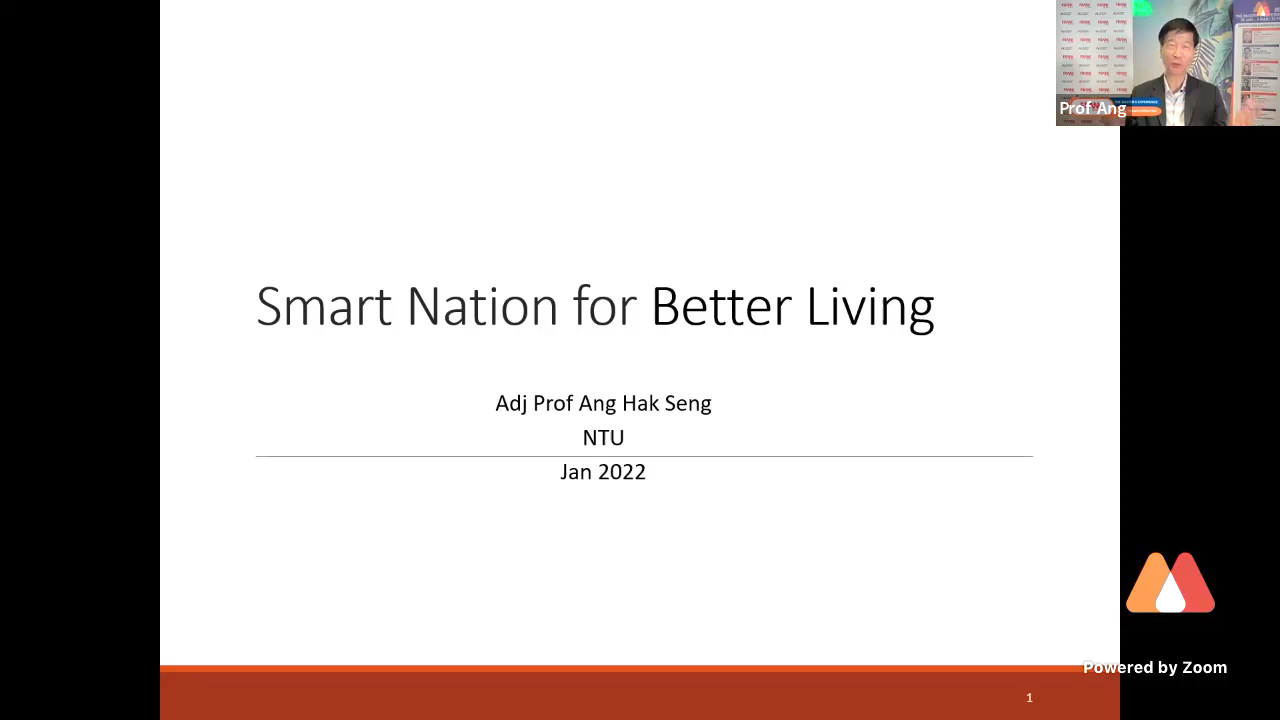 Prof Ang
Smart Nation for Better Living
Adj Prof Ang Hak Seng
NTU
Jan 2022
Powered by Zoom
1